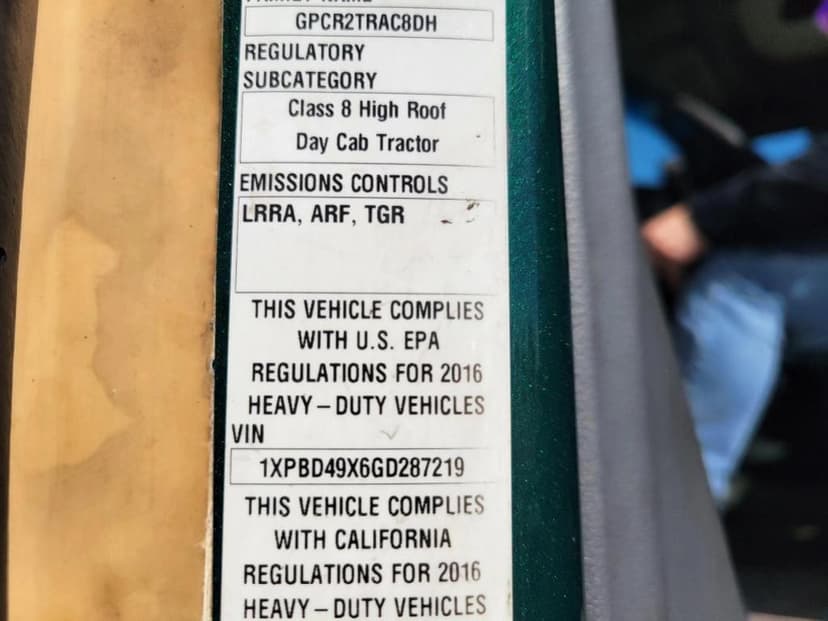 GPCR2TRAC8DH
REGULATORY
SUBCATEGORY
Class 8 High Roof
Day Cab Tractor
EMISSIONS CONTROLS
LRRA, ARF, TGR
THIS VEHICLE COMPLIES
WITH U.S. EPA
REGULATIONS FOR 2016
HEAVY–DUTY VEHICLES
VIN
1XPBD49X6GD287219
THIS VEHICLE COMPLIES
WITH CALIFORNIA
REGULATIONS FOR 2016
HEAVY–DUTY VEHICLES